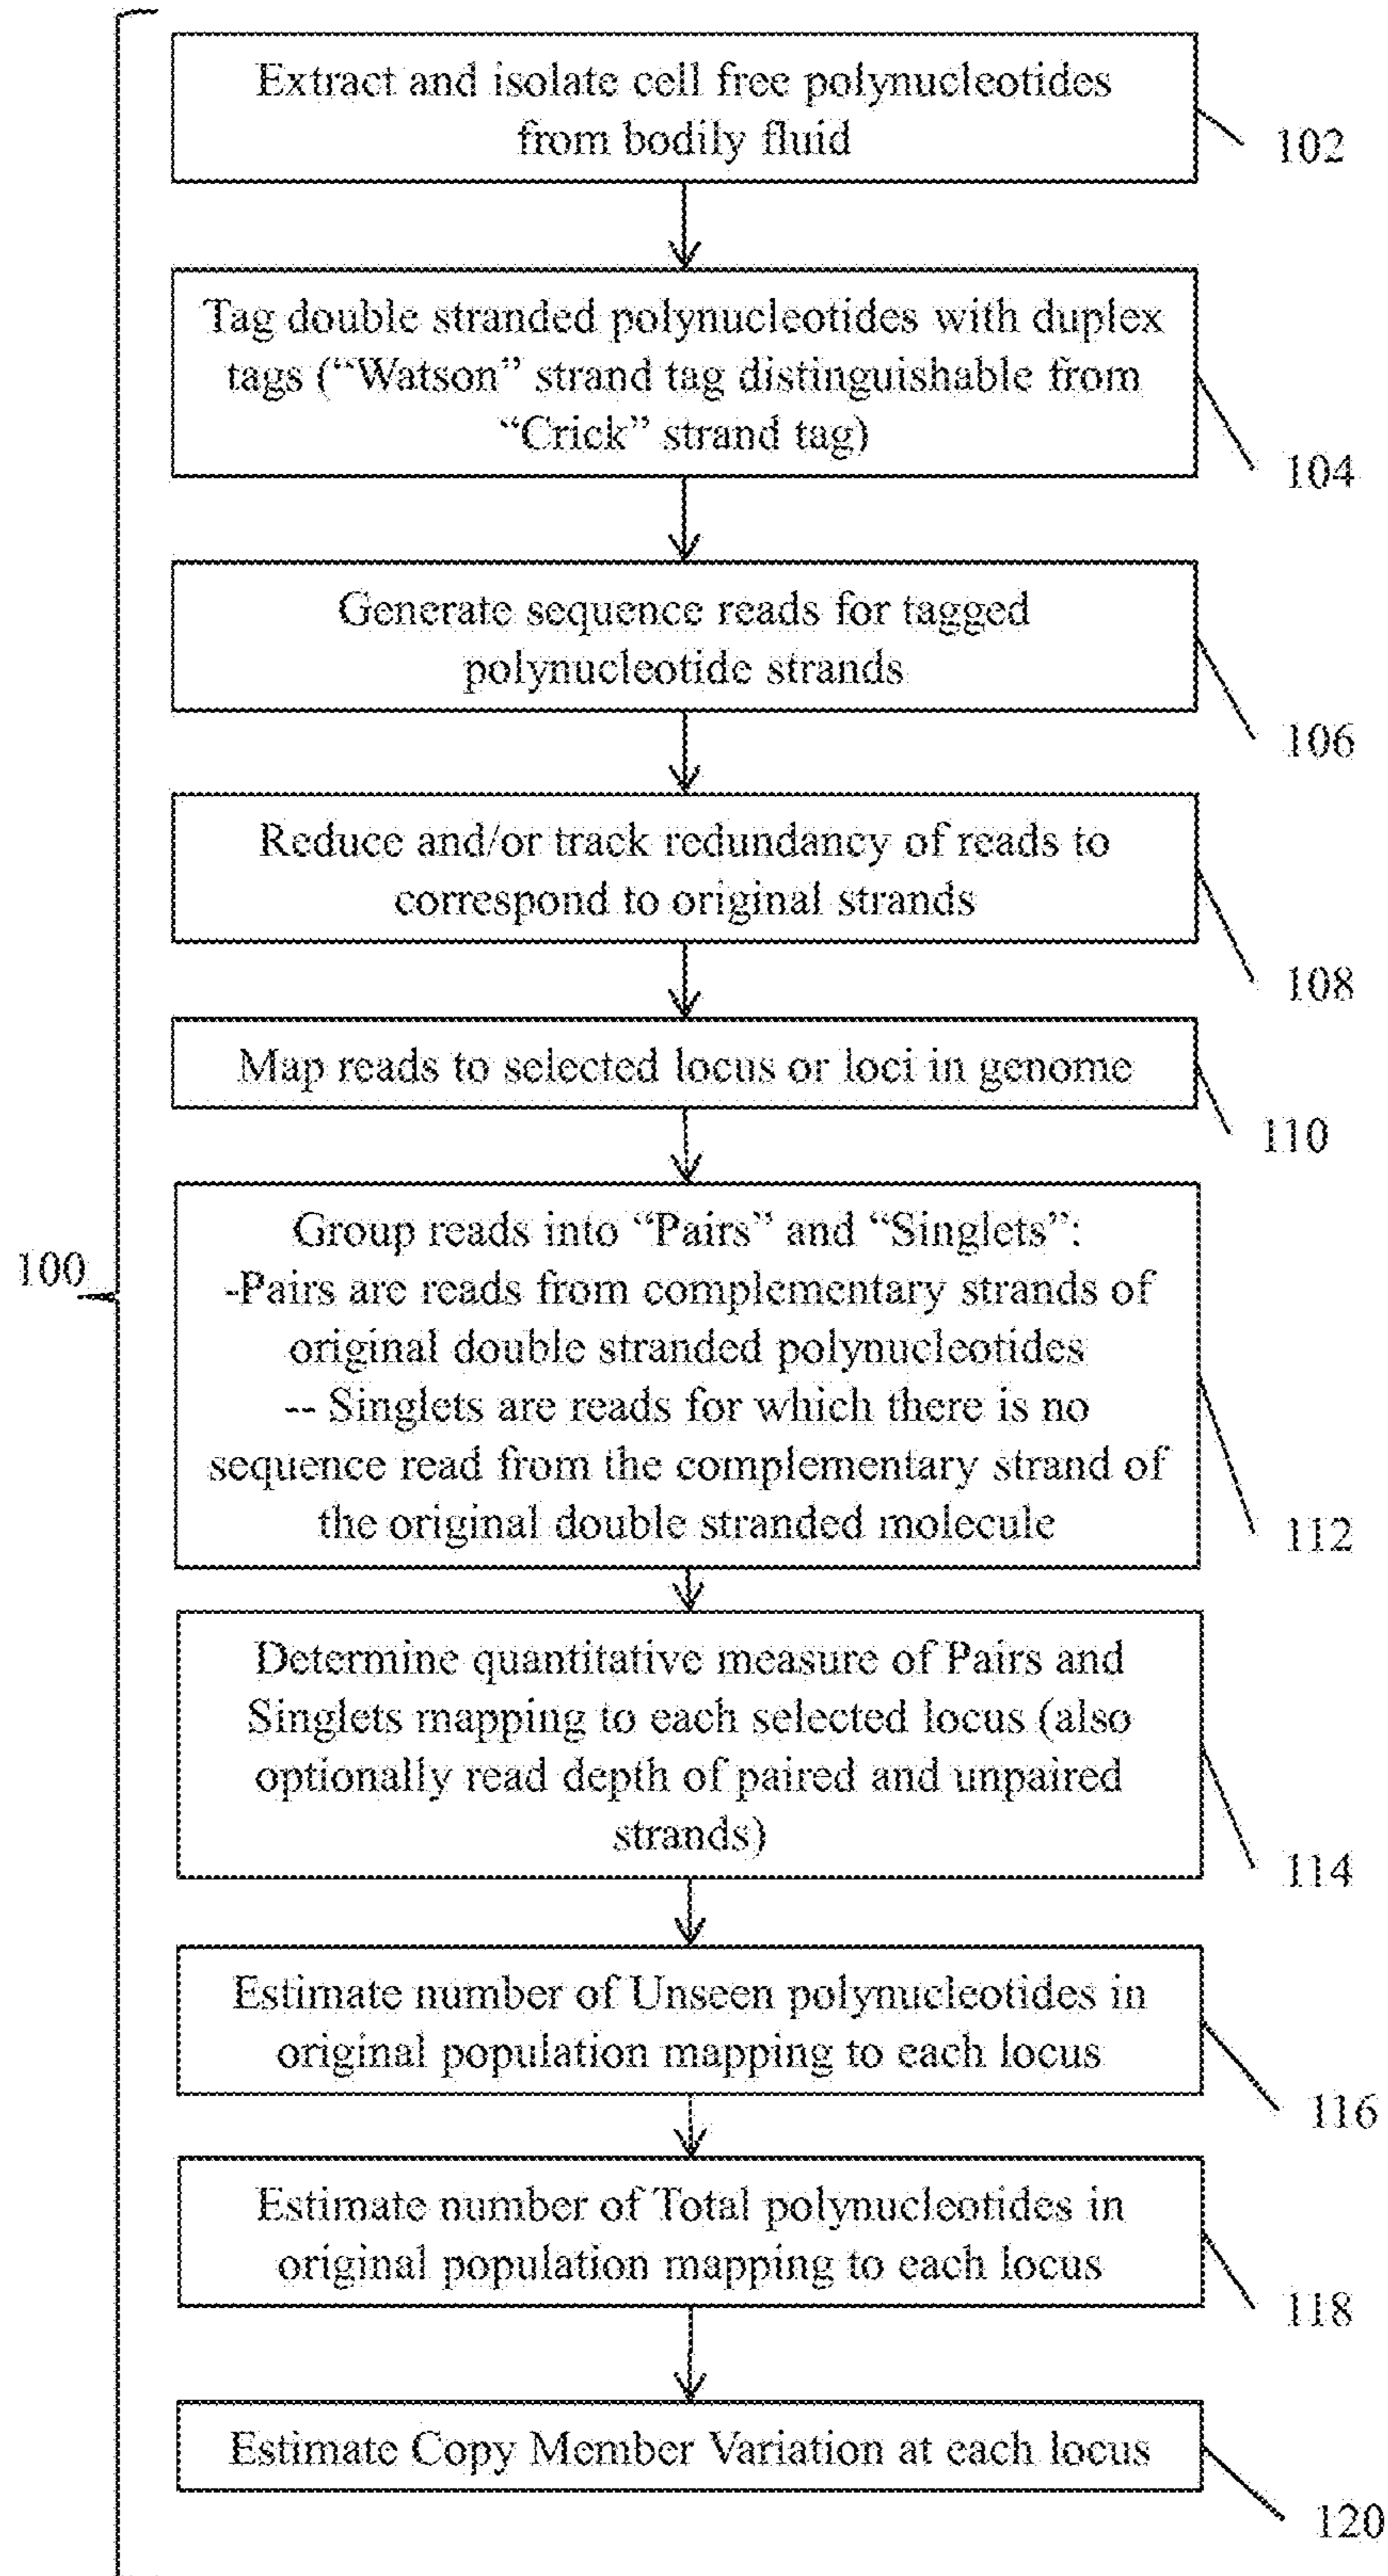 Extract and isolate cell free polynucleotides
from bodily fluid
102
Tag double stranded polynucleotides with duplex
tags (“Watson” strand tag distinguishable from
“Crick” strand tag)
104
Generate sequence reads for tagged
polynucleotide strands
106
Reduce and/or track redundancy of reads to
correspond to original strands
108
Map reads to selected locus or loci in genome
110
Group reads into “Pairs” and “Singlets”:
-Pairs are reads from complementary strands of
original double stranded polynucleotides
-- Singlets are reads for which there is no
sequence read from the complementary strand of
the original double stranded molecule
112
100
Determine quantitative measure of Pairs and
Singlets mapping to each selected locus (also
optionally read depth of paired and unpaired
strands)
114
Estimate number of Unseen polynucleotides in
original population mapping to each locus
116
Estimate number of Total polynucleotides in
original population mapping to each locus
118
Estimate Copy Member Variation at each locus
120